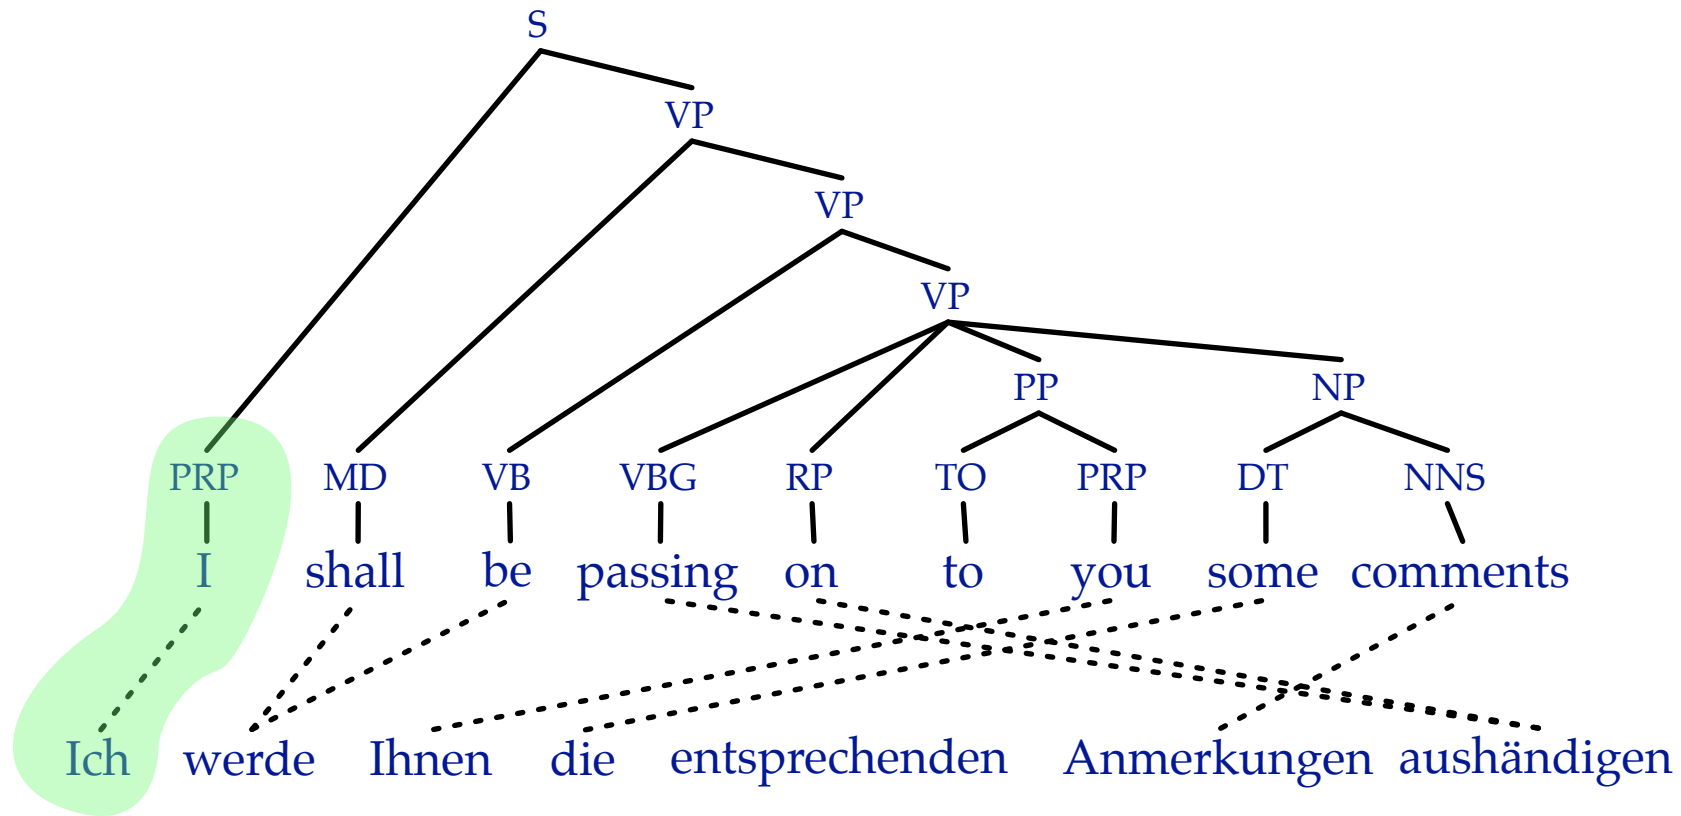 S
VP
VP
VP
PP NP
PRP MD VB VBG RP TO PRP DT NNS
I shall be passing on to you some comments
Ich werde Ihnen die entsprechenden Anmerkungen aushändigen